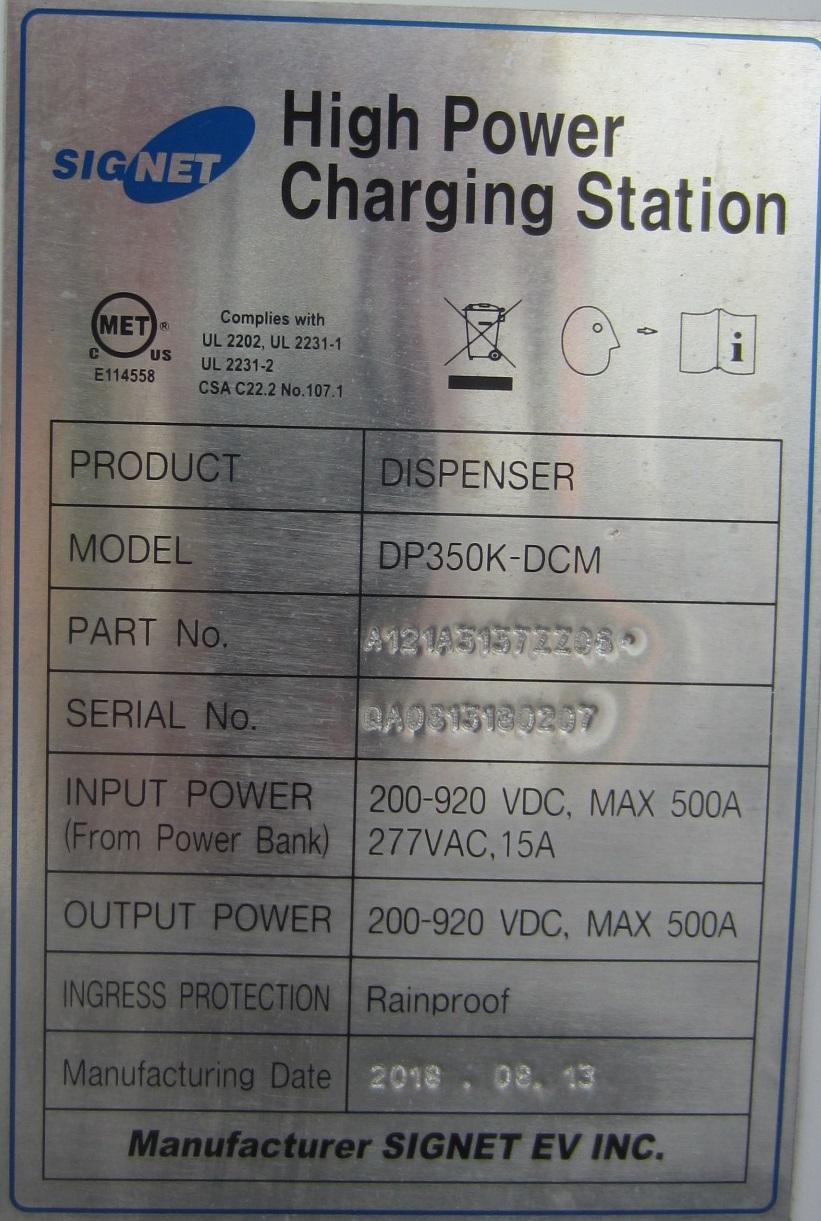 SIGNET
High Power
Charging Station
MET ®
C US
E114558
Complies with
UL 2202, UL 2231-1
UL 2231-2
CSA C22.2 No.107.1
i
PRODUCT DISPENSER
MODEL DP350K-DCM
PART No.
SERIAL No.
INPUT POWER 200-920 VDC, MAX 500A
(From Power Bank) 277VAC,15A
OUTPUT POWER 200-920 VDC, MAX 500A
INGRESS PROTECTION Rainproof
Manufacturing Date 2018 . 08. 13
Manufacturer SIGNET EV INC.